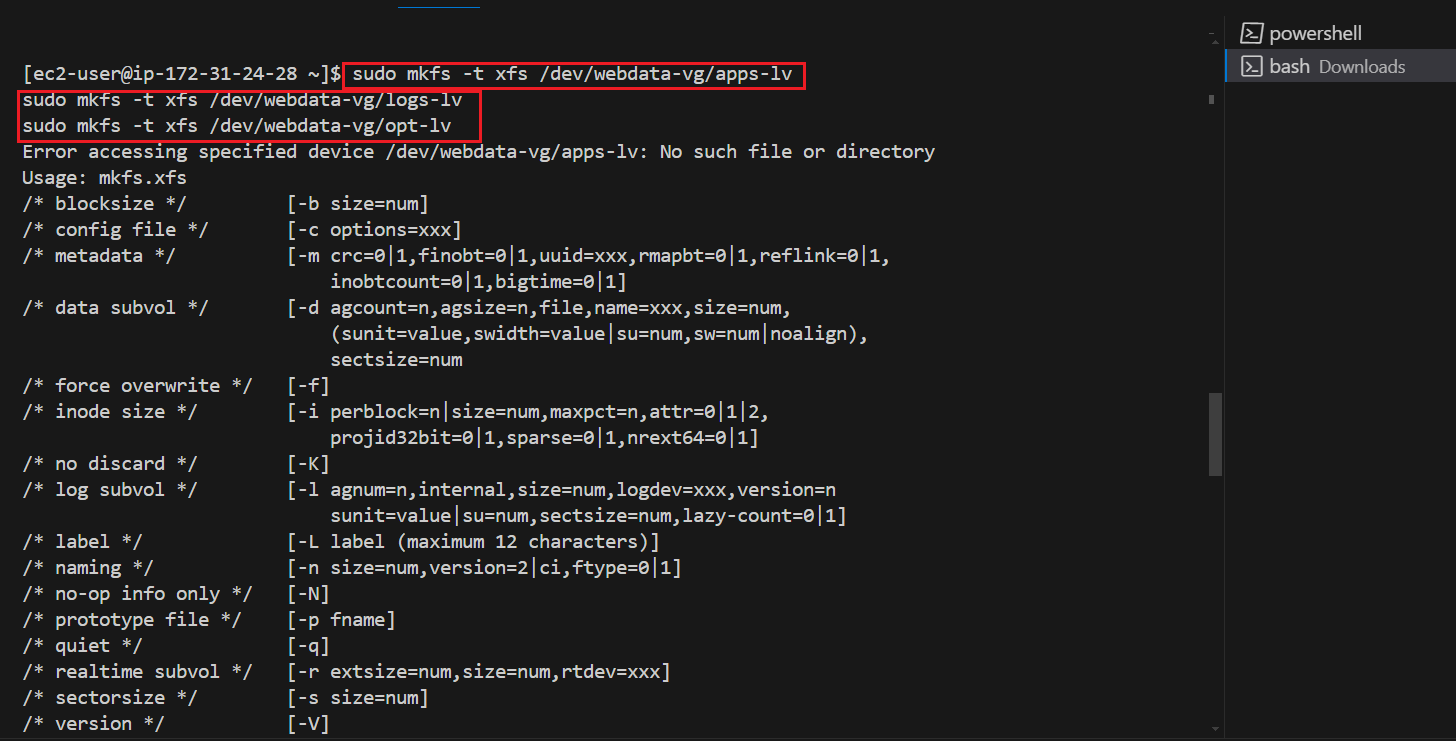 [ec2-user@ip-172-31-24-28 ~]$ sudo mkfs -t xfs /dev/webdata-vg/apps-lv
sudo mkfs -t xfs /dev/webdata-vg/logs-lv
sudo mkfs -t xfs /dev/webdata-vg/opt-lv
Error accessing specified device /dev/webdata-vg/apps-lv: No such file or directory
Usage: mkfs.xfs
/* blocksize */         [-b size=num]
/* config file */       [-c options=xxx]
/* metadata */          [-m crc=0|1,finobt=0|1,uuid=xxx,rmapbt=0|1,reflink=0|1,
                            inobtcount=0|1,bigtime=0|1]
/* data subvol */       [-d agcount=n,agsize=n,file,name=xxx,size=num,
                            (sunit=value,swidth=value|su=num,sw=num|noalign),
                            sectsize=num
/* force overwrite */   [-f]
/* inode size */        [-i perblock=n|size=num,maxpct=n,attr=0|1|2,
                            projid32bit=0|1,sparse=0|1,nrext64=0|1]
/* no discard */        [-K]
/* log subvol */        [-l agnum=n,internal,size=num,logdev=xxx,version=n
                            sunit=value|su=num,sectsize=num,lazy-count=0|1]
/* label */             [-L label (maximum 12 characters)]
/* naming */            [-n size=num,version=2|ci,ftype=0|1]
/* no-op info only */   [-N]
/* prototype file */    [-p fname]
/* quiet */             [-q]
/* realtime subvol */   [-r extsize=num,size=num,rtdev=xxx]
/* sectorsize */        [-s size=num]
/* version */           [-V]
powershell
bash Downloads